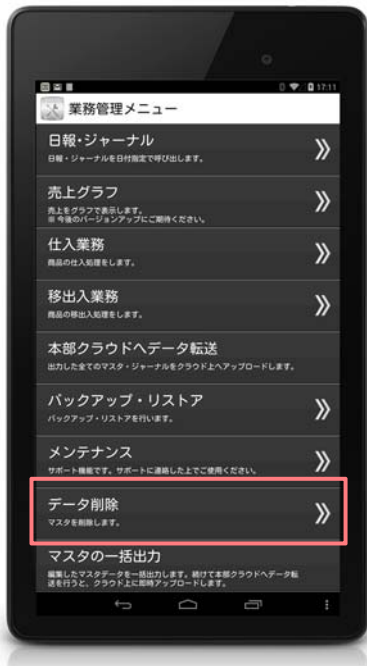 17:11
業務管理メニュー
日報・ジャーナル
日報・ジャーナルを日付指定で呼び出します。
売上グラフ
売上をグラフで表示します。
※ 今後のバージョンアップにご期待ください。
仕入業務
商品の仕入処理をします。
移出入業務
商品の移出入処理をします。
本部クラウドへデータ転送
出力した全てのマスタ・ジャーナルをクラウド上へアップロードします。
バックアップ・リストア
バックアップ・リストアを行います。
メンテナンス
サポート機能です。サポートに連絡した上でご使用ください。
データ削除
マスタを削除します。
マスタの一括出力
編集したマスタデータを一括出力します。続けて本部クラウドへデータ転
送を行うと、クラウド上に即時アップロードします。